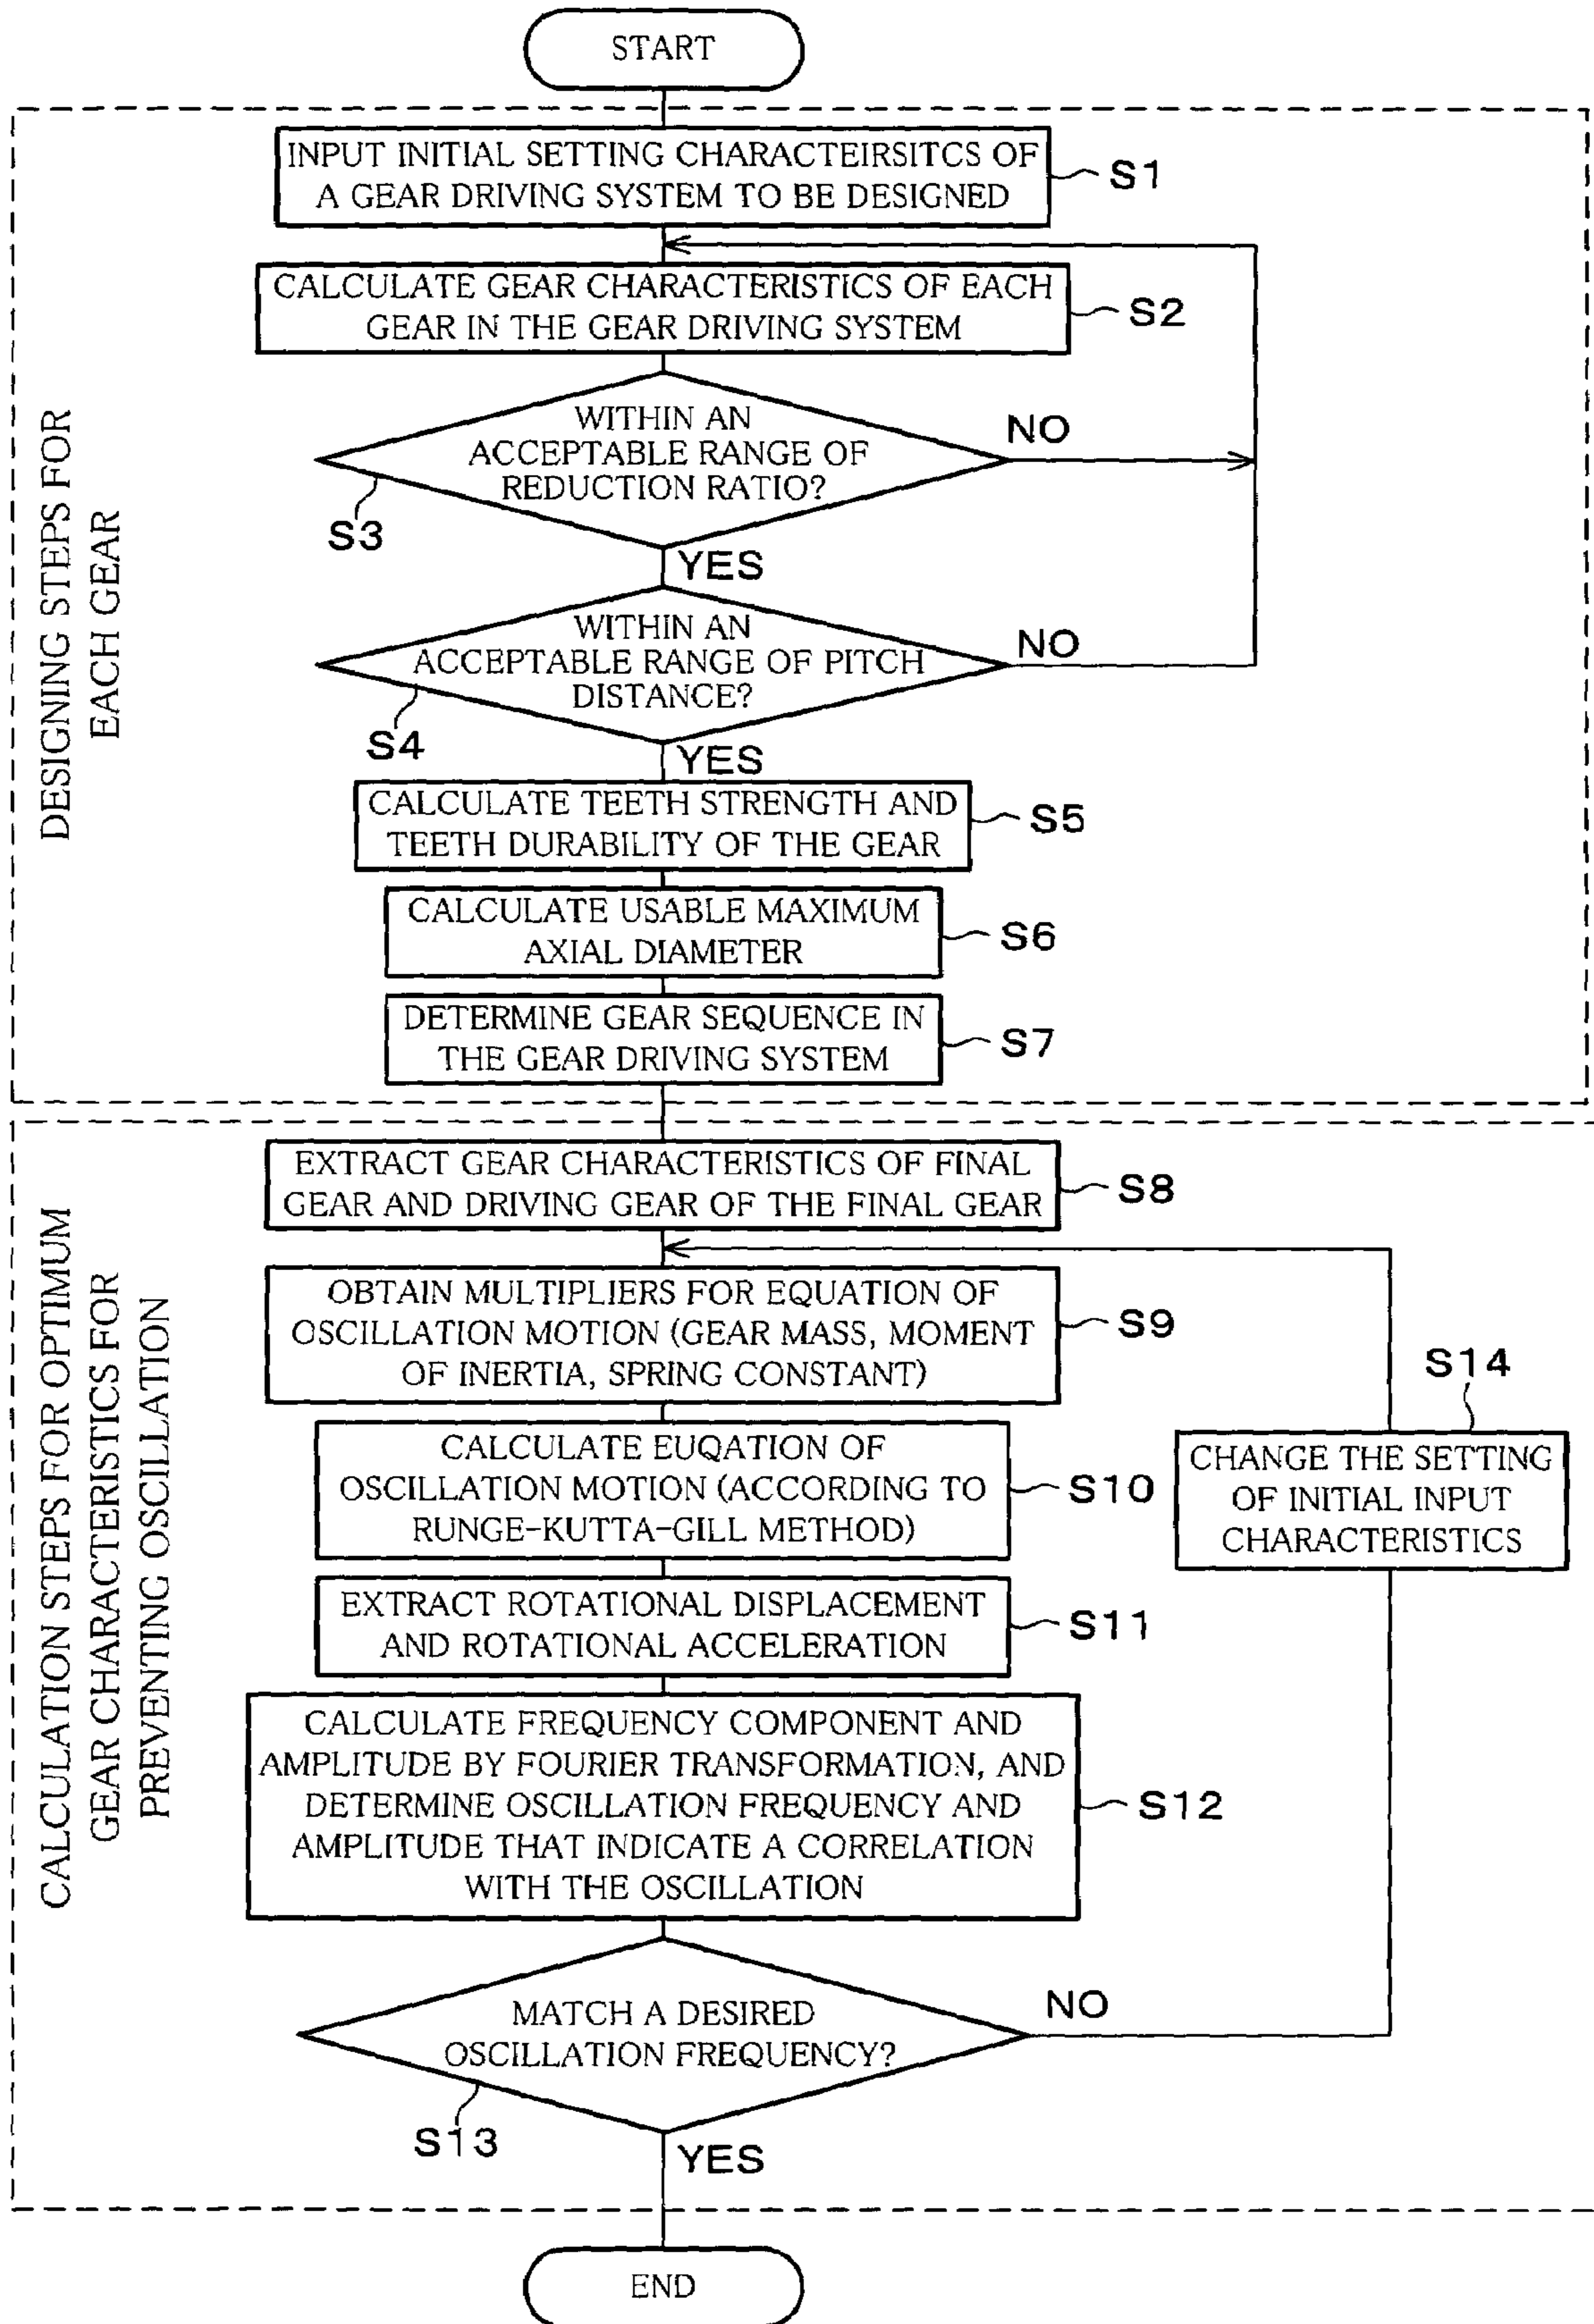 START
INPUT INITIAL SETTING CHARACTEIRSITCS OF
A GEAR DRIVING SYSTEM TO BE DESIGNED
S1
CALCULATE GEAR CHARACTERISTICS OF EACH
GEAR IN THE GEAR DRIVING SYSTEM
S2
WITHIN AN
ACCEPTABLE RANGE OF
REDUCTION RATIO?
NO
S3
YES
WITHIN AN
ACCEPTABLE RANGE OF PITCH
DISTANCE?
NO
S4
YES
CALCULATE TEETH STRENGTH AND
TEETH DURABILITY OF THE GEAR
S5
CALCULATE USABLE MAXIMUM
AXIAL DIAMETER
S6
DETERMINE GEAR SEQUENCE IN
THE GEAR DRIVING SYSTEM
S7
DESIGNING STEPS FOR
EACH GEAR
EXTRACT GEAR CHARACTERISTICS OF FINAL
GEAR AND DRIVING GEAR OF THE FINAL GEAR
S8
OBTAIN MULTIPLIERS FOR EQUATION OF
OSCILLATION MOTION (GEAR MASS, MOMENT
OF INERTIA, SPRING CONSTANT)
S9
CALCULATE EUQATION OF
OSCILLATION MOTION (ACCORDING TO
RUNGE-KUTTA-GILL METHOD)
S10
S14
CHANGE THE SETTING
OF INITIAL INPUT
CHARACTERISTICS
EXTRACT ROTATIONAL DISPLACEMENT
AND ROTATIONAL ACCELERATION
S11
CALCULATE FREQUENCY COMPONENT AND
AMPLITUDE BY FOURIER TRANSFORMATION, AND
DETERMINE OSCILLATION FREQUENCY AND
AMPLITUDE THAT INDICATE A CORRELATION
WITH THE OSCILLATION
S12
MATCH A DESIRED
OSCILLATION FREQUENCY?
NO
S13
YES
CALCULATION STEPS FOR OPTIMUM
GEAR CHARACTERISTICS FOR
PREVENTING OSCILLATION
END